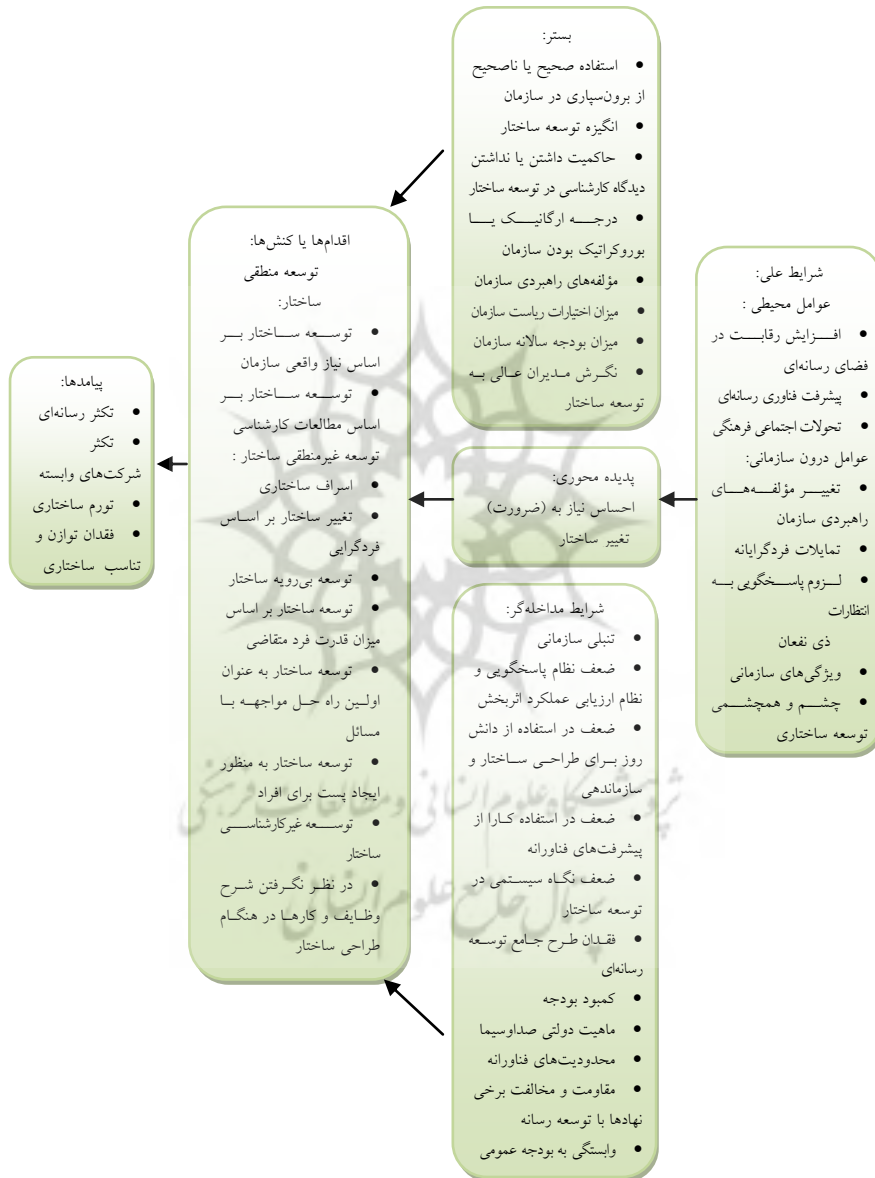 بستر:
• استفاده صحیح یا ناصحیح
از برون‌سپاری در سازمان
• انگیزه توسعه ساختار
• حاکمیت داشتن یا نداشتن
دیدگاه کارشناسی در توسعه ساختار
• درجه ارگانیک یا
بوروکراتیک بودن سازمان
• مؤلفه‌های راهبردی سازمان
• میزان اختیارات ریاست سازمان
• میزان بودجه سالانه سازمان
• نگرش مدیران عالی به
توسعه ساختار
شرایط علی:
عوامل محیطی :
• افزایش رقابت در
فضای رسانه‌ای
• پیشرفت فناوری رسانه‌ای
• تحولات اجتماعی فرهنگی
عوامل درون سازمانی:
• تغییر مؤلفه‌های
راهبردی سازمان
• تمایلات فردگرایانه
• لزوم پاسخگویی به
انتظارات
ذی نفعان
• ویژگی‌های سازمانی
• چشم و همچشمی
توسعه ساختاری
پدیده محوری:
احساس نیاز به (ضرورت)
تغییر ساختار
شرایط مداخله‌گر:
• تنبلی سازمانی
• ضعف نظام پاسخگویی و
نظام ارزیابی عملکرد اثربخش
• ضعف در استفاده از دانش
روز برای طراحی ساختار و
سازماندهی
• ضعف در استفاده کارا از
پیشرفت‌های فناورانه
• ضعف نگاه سیستمی در
توسعه ساختار
• فقدان طرح جامع توسعه
رسانه‌ای
• کمبود بودجه
• ماهیت دولتی صداوسیما
• محدودیت‌های فناورانه
• مقاومت و مخالفت برخی
نهادها با توسعه رسانه
• وابستگی به بودجه عمومی
اقدام‌ها یا کنش‌ها:
توسعه منطقی
ساختار:
• توسعه ساختار بر
اساس نیاز واقعی سازمان
• توسعه ساختار بر
اساس مطالعات کارشناسی
توسعه غیرمنطقی ساختار :
• اسراف ساختاری
• تغییر ساختار بر اساس
فردگرایی
• توسعه بی‌رویه ساختار
• توسعه ساختار بر اساس
میزان قدرت فرد متقاضی
• توسعه ساختار به عنوان
اولین راه حل مواجهه با
مسائل
• توسعه ساختار به منظور
ایجاد پست برای افراد
• توسعه غیرکارشناسی
ساختار
• در نظر نگرفتن شرح
وظایف و کارها در هنگام
طراحی ساختار
پیامدها:
• تکثر رسانه‌ای
• تکثر
شرکت‌های وابسته
• تورم ساختاری
• فقدان توازن و
تناسب ساختاری
پژوهشگاه علوم انسانی و مطالعات فرهنگی
پرتال جامع علوم انسانی